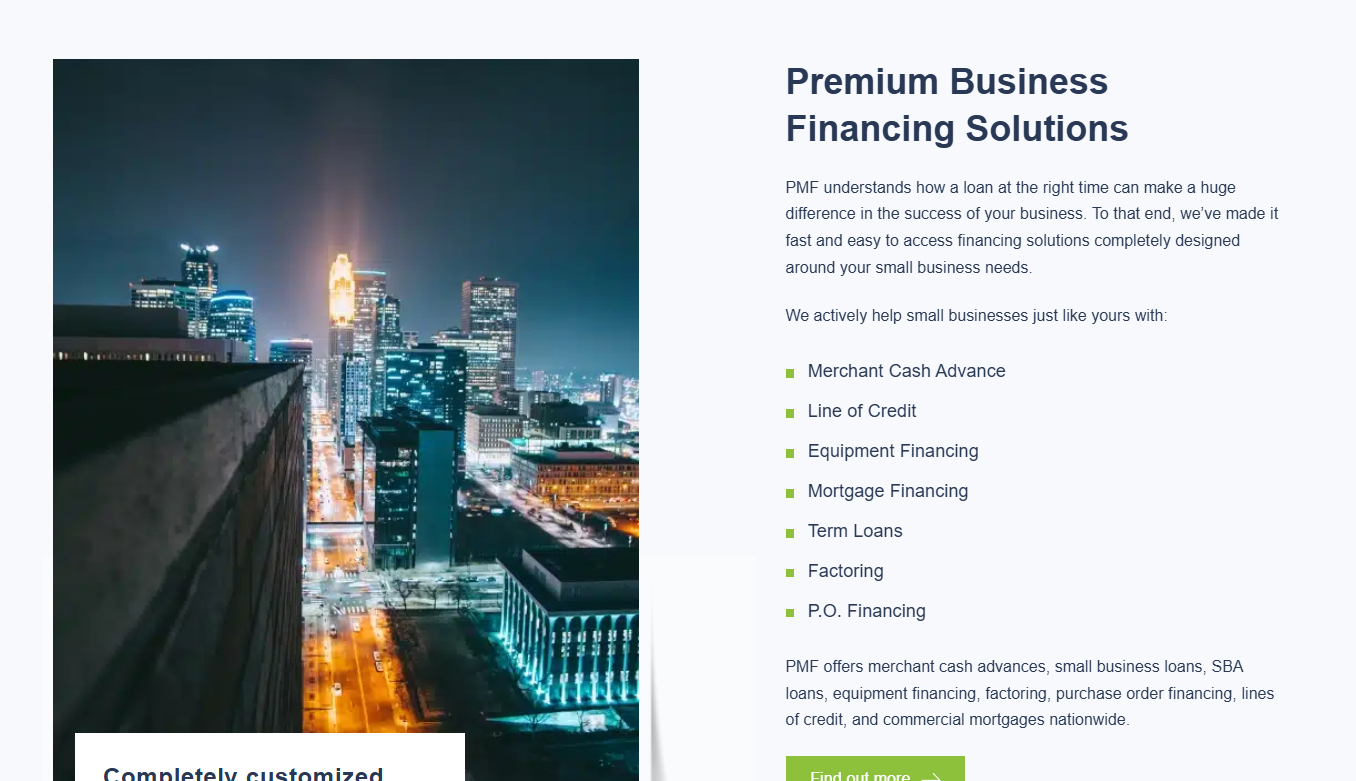 Premium Business
Financing Solutions
PMF understands how a loan at the right time can make a huge
difference in the success of your business. To that end, we’ve made it
fast and easy to access financing solutions completely designed
around your small business needs.
We actively help small businesses just like yours with:
Merchant Cash Advance
Line of Credit
Equipment Financing
Mortgage Financing
Term Loans
Factoring
P.O. Financing
PMF offers merchant cash advances, small business loans, SBA
loans, equipment financing, factoring, purchase order financing, lines
of credit, and commercial mortgages nationwide.
Find out more
Completely customized